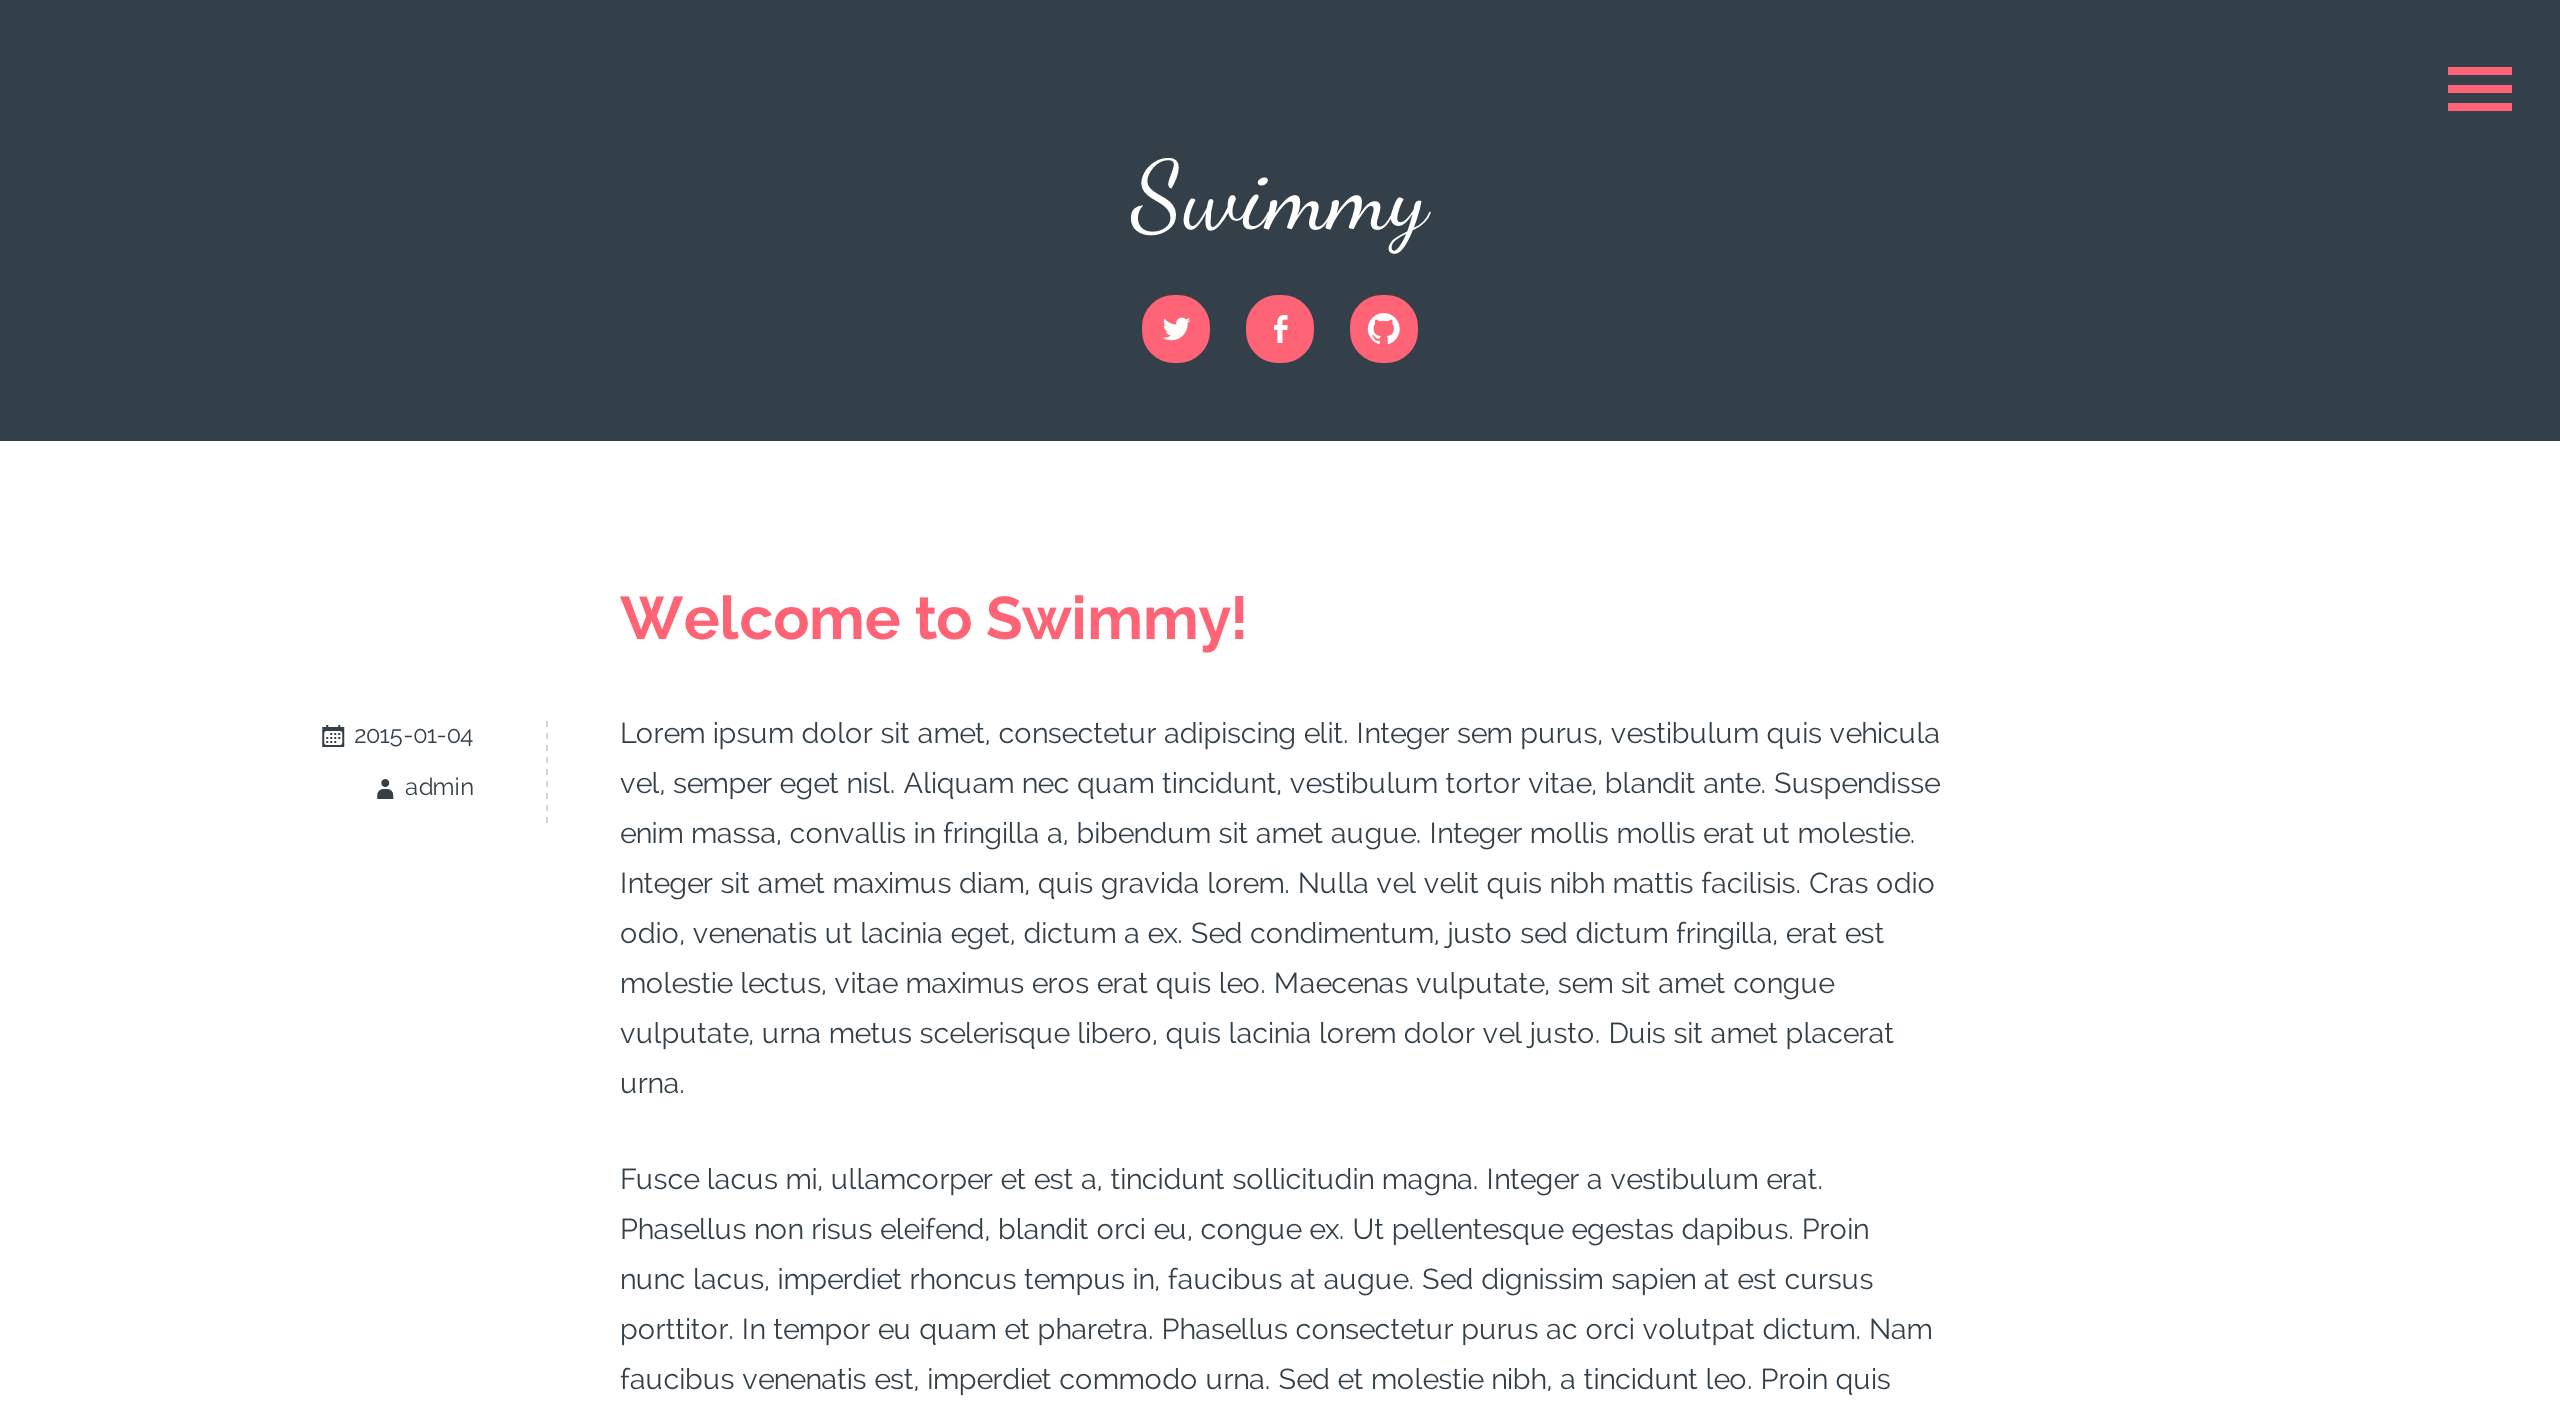 Swimmy
Welcome to Swimmy!
2015-01-04
admin
Lorem ipsum dolor sit amet, consectetur adipiscing elit. Integer sem purus, vestibulum quis vehicula
vel, semper eget nisl. Aliquam nec quam tincidunt, vestibulum tortor vitae, blandit ante. Suspendisse
enim massa, convallis in fringilla a, bibendum sit amet augue. Integer mollis mollis erat ut molestie.
Integer sit amet maximus diam, quis gravida lorem. Nulla vel velit quis nibh mattis facilisis. Cras odio
odio, venenatis ut lacinia eget, dictum a ex. Sed condimentum, justo sed dictum fringilla, erat est
molestie lectus, vitae maximus eros erat quis leo. Maecenas vulputate, sem sit amet congue
vulputate, urna metus scelerisque libero, quis lacinia lorem dolor vel justo. Duis sit amet placerat
urna.
Fusce lacus mi, ullamcorper et est a, tincidunt sollicitudin magna. Integer a vestibulum erat.
Phasellus non risus eleifend, blandit orci eu, congue ex. Ut pellentesque egestas dapibus. Proin
nunc lacus, imperdiet rhoncus tempus in, faucibus at augue. Sed dignissim sapien at est cursus
porttitor. In tempor eu quam et pharetra. Phasellus consectetur purus ac orci volutpat dictum. Nam
faucibus venenatis est, imperdiet commodo urna. Sed et molestie nibh, a tincidunt leo. Proin quis